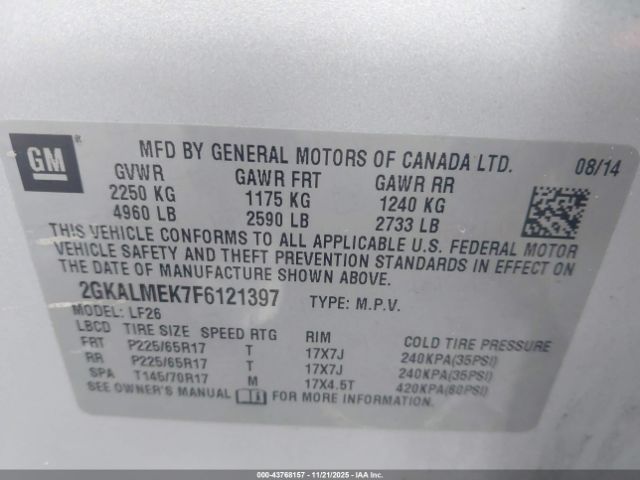 GM
MFD BY GENERAL MOTORS OF CANADA LTD. 08/14
GVWR GAWR FRT GAWR RR
2250 KG 1175 KG 1240 KG
4960 LB 2590 LB 2733 LB
THIS VEHICLE CONFORMS TO ALL APPLICABLE U.S. FEDERAL MOTOR
VEHICLE SAFETY AND THEFT PREVENTION STANDARDS IN EFFECT ON
THE DATE OF MANUFACTURE SHOWN ABOVE.
2GKALMEK7F6121397 TYPE: M.P.V.
MODEL: LF26
LBCD TIRE SIZE SPEED RTG RIM COLD TIRE PRESSURE
FRT P225/65R17 T 17X7J 240KPA(35PSI)
RR P225/65R17 T 17X7J 240KPA(35PSI)
SPA T145/70R17 M 17X4.5T 420KPA(60PSI)
SEE OWNER'S MANUAL FOR MORE INFORMATION.
000-43768157 - 11/21/2025 - IAAI.ca